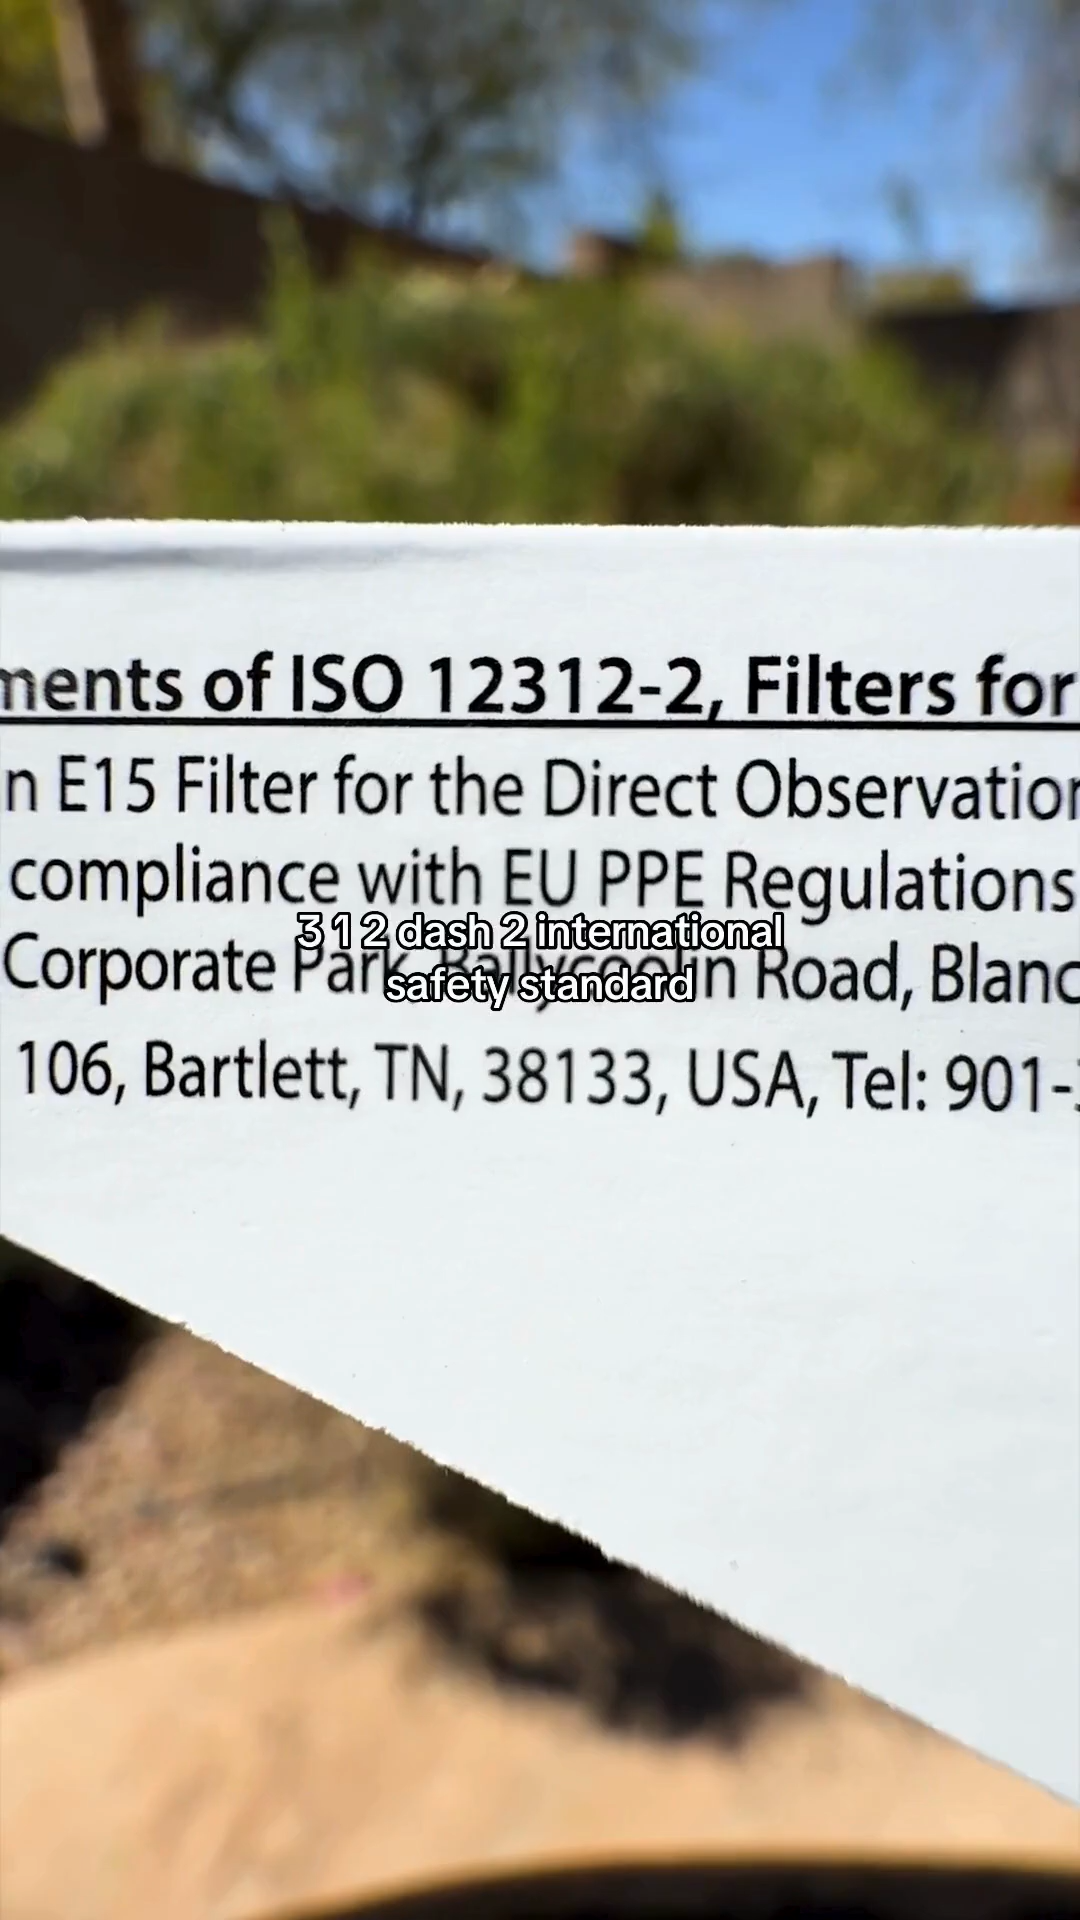 ments of ISO 12312-2, Filters for
n E15 Filter for the Direct Observation
compliance with EU PPE Regulations
Corporate Park, Ballycoolin Road, Blanc
106, Bartlett, TN, 38133, USA, Tel: 901-
3 1 2 dash 2 international
safety standard